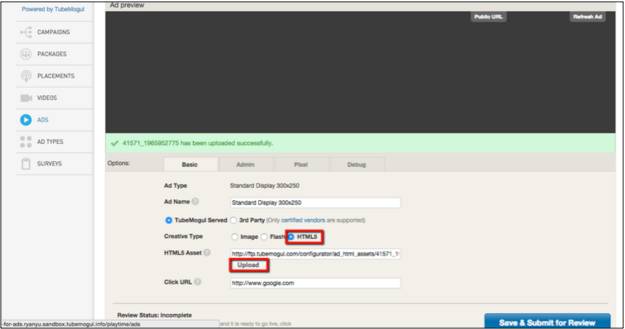 Powered by TubeMogul
Ad preview
Public URL
Refresh Ad
CAMPAIGNS
PACKAGES
PLACEMENTS
VIDEOS
ADS
AD TYPES
SURVEYS
41571_1965952775 has been uploaded successfully.
Options:
Basic
Admin
Pixel
Debug
Ad Type
Standard Display 300x250
Ad Name
Standard Display 300x250
TubeMogul Served
3rd Party (Only certified vendors are supported)
Creative Type
Image
Flash
HTML5
HTML5 Asset
http://ftp.tubemogul.com/configurator/ad_html_assets/41571_1
Upload
Click URL
http://www.google.com
Review Status: Incomplete
and it is ready to go live, click
Save & Submit for Review
-for-ads.ryanyu.sandbox.tubemogul.info/playtime/ads